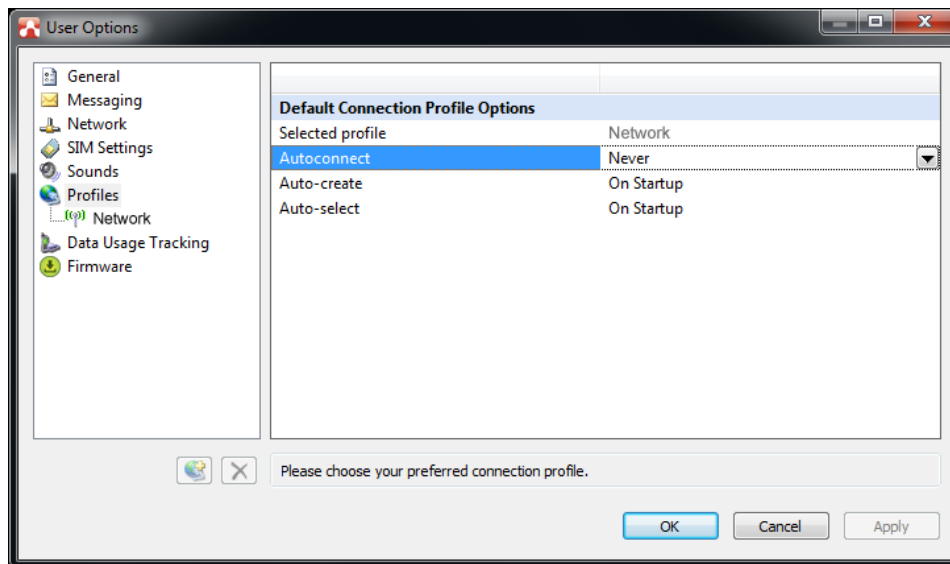 User Options
General
Messaging
Network
SIM Settings
Sounds
Profiles
Network
Data Usage Tracking
Firmware
Default Connection Profile Options
Selected profile Network
Autoconnect Never
Auto-create On Startup
Auto-select On Startup
Please choose your preferred connection profile.
OK Cancel Apply